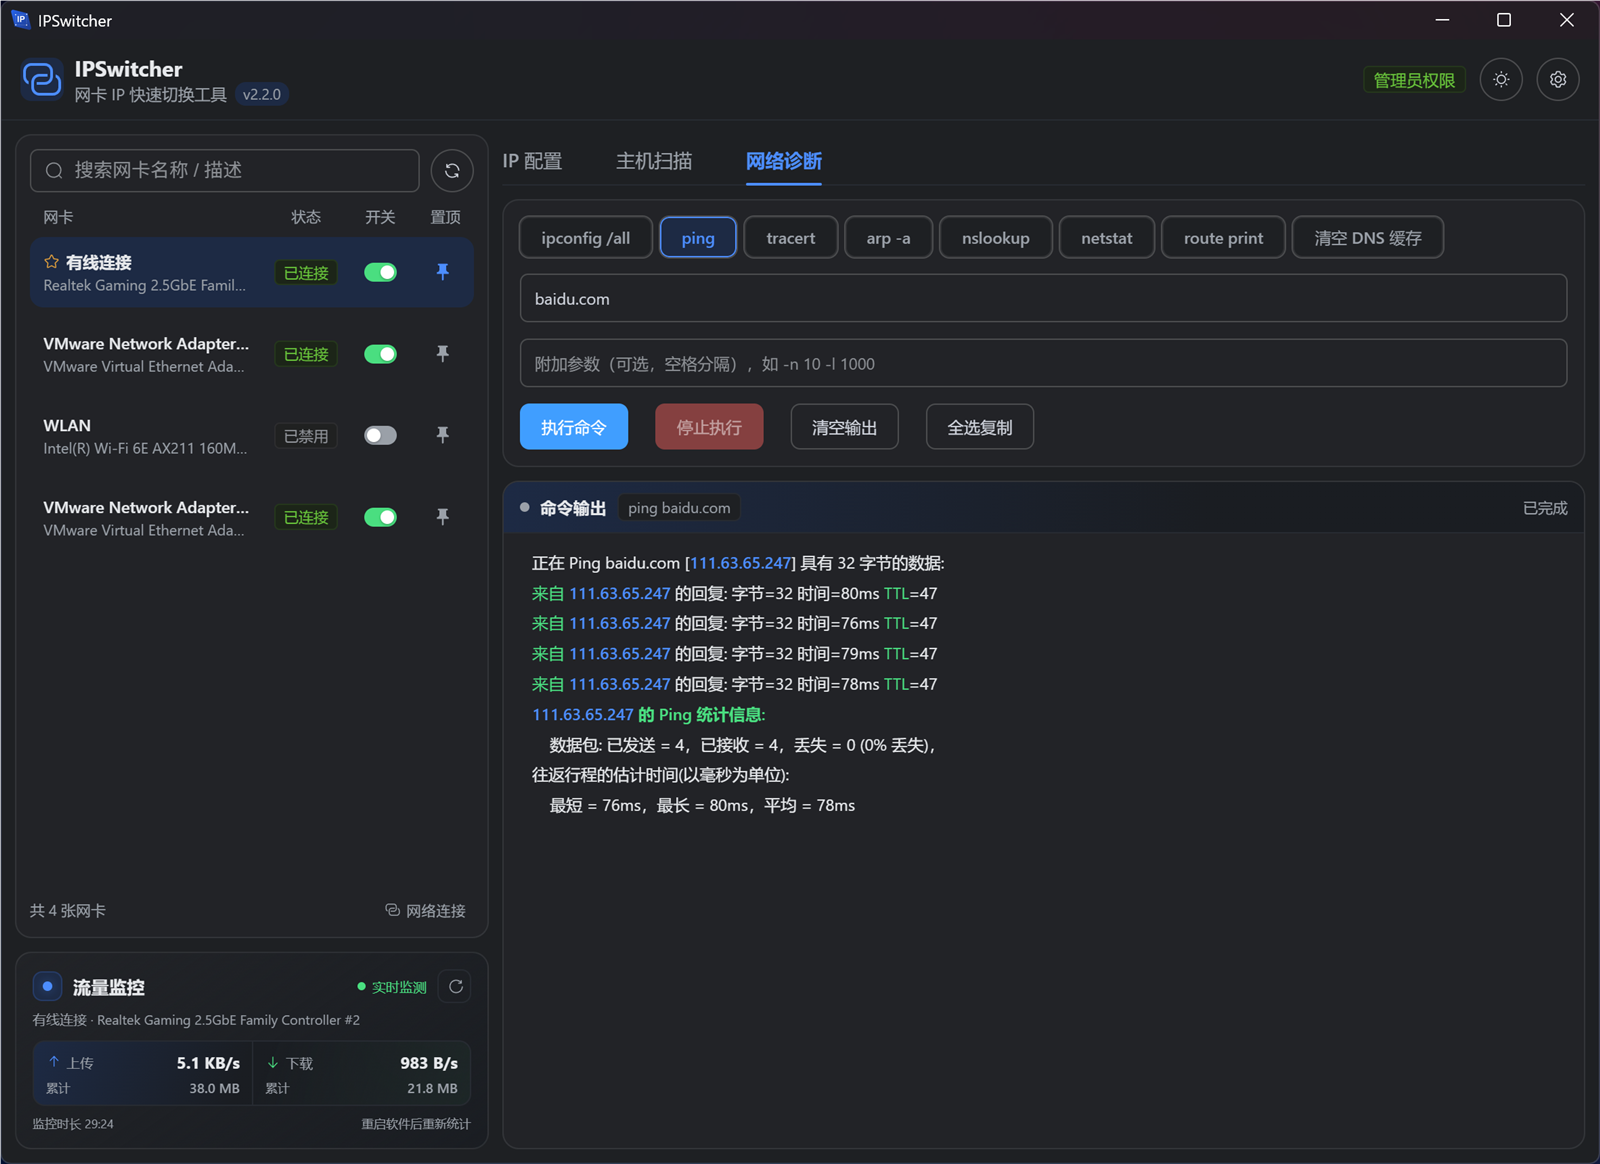 IPSwitcher
IPSwitcher
网卡 IP 快速切换工具 v2.2.0
管理员权限
搜索网卡名称 / 描述
网卡 状态 开关 置顶
有线连接
Realtek Gaming 2.5GbE Famil...
已连接
VMware Network Adapter...
VMware Virtual Ethernet Ada...
已连接
WLAN
Intel(R) Wi-Fi 6E AX211 160M...
已禁用
VMware Network Adapter...
VMware Virtual Ethernet Ada...
已连接
共 4 张网卡 网络连接
流量监控 实时监测
有线连接 · Realtek Gaming 2.5GbE Family Controller #2
上传 5.1 KB/s 下载 983 B/s
累计 38.0 MB 累计 21.8 MB
监控时长 29:24 重启软件后重新统计
IP 配置 主机扫描 网络诊断
ipconfig /all ping tracert arp -a nslookup netstat route print 清空 DNS 缓存
baidu.com
附加参数（可选，空格分隔），如 -n 10 -l 1000
执行命令 停止执行 清空输出 全选复制
命令输出 ping baidu.com 已完成
正在 Ping baidu.com [111.63.65.247] 具有 32 字节的数据:
来自 111.63.65.247 的回复: 字节=32 时间=80ms TTL=47
来自 111.63.65.247 的回复: 字节=32 时间=76ms TTL=47
来自 111.63.65.247 的回复: 字节=32 时间=79ms TTL=47
来自 111.63.65.247 的回复: 字节=32 时间=78ms TTL=47
111.63.65.247 的 Ping 统计信息:
数据包: 已发送 = 4，已接收 = 4，丢失 = 0 (0% 丢失)，
往返行程的估计时间(以毫秒为单位):
最短 = 76ms，最长 = 80ms，平均 = 78ms